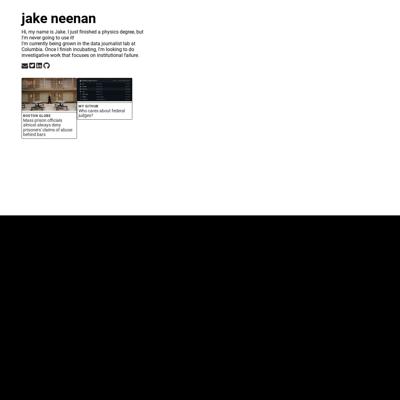 jake neenan
Hi, my name is Jake. I just finished a physics degree, but
I'm never going to use it!
I'm currently being grown in the data journalist lab at
Columbia. Once I finish incubating, I'm looking to do
investigative work that focuses on institutional failure.
BOSTON GLOBE
Mass prison officials
almost always deny
prisoners' claims of abuse
behind bars
MY GITHUB
Who cares about federal
judges?